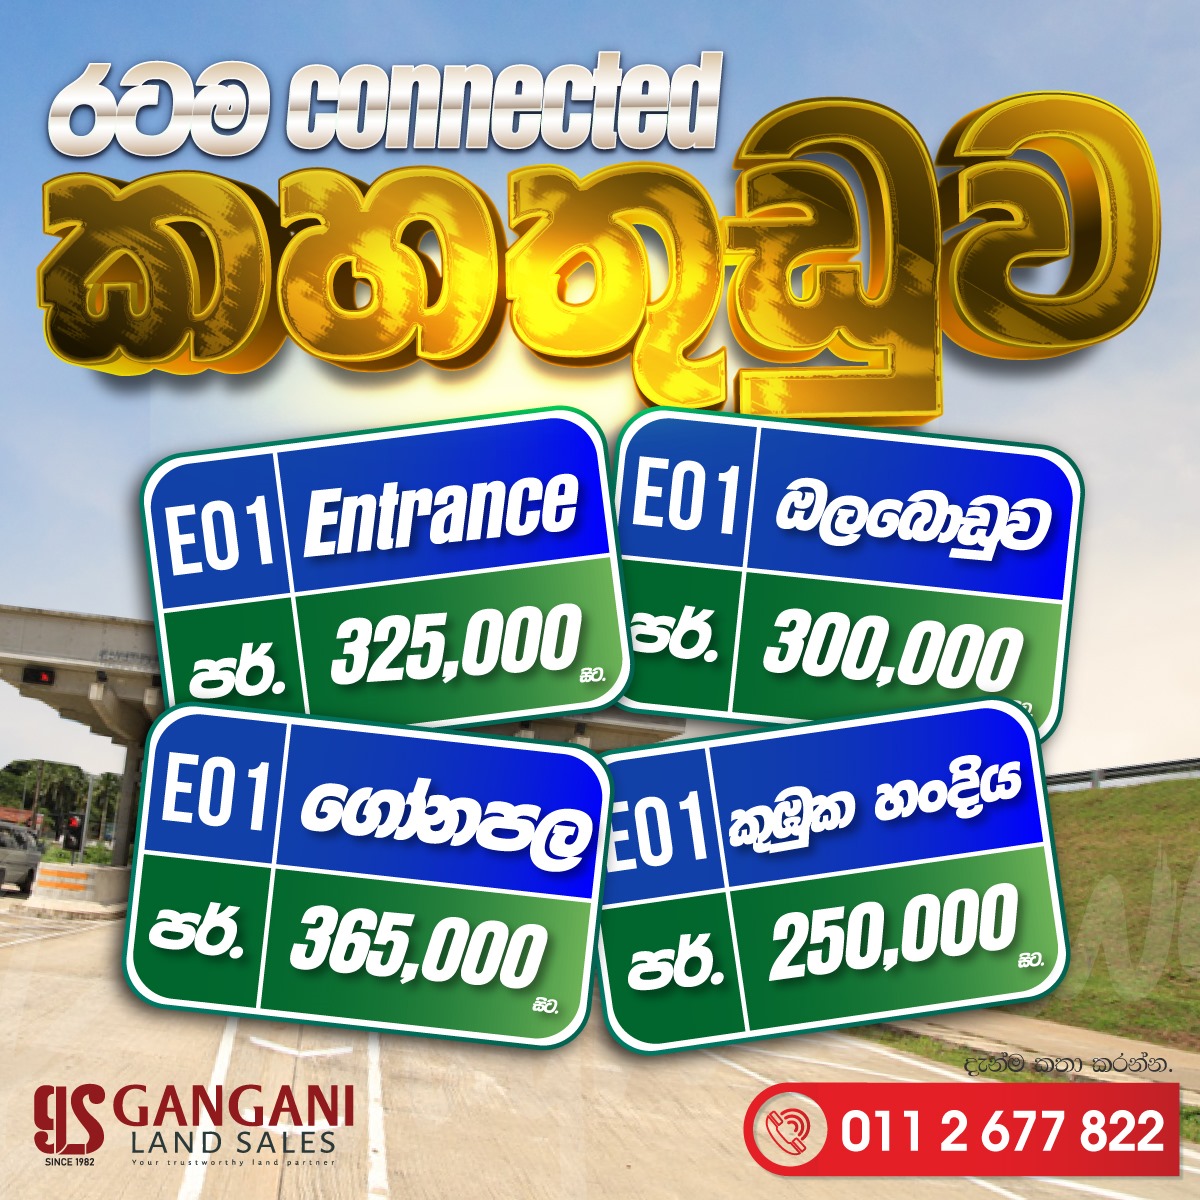 රටම connected
කහතුඩුව
E01 Entrance
පර්. 325,000 සිට.
E01 ඔලබොඩුව
පර්. 300,000
E01 ගෝනපල
පර්. 365,000 සිට.
E01 කුඹුක හංදිය
පර්. 250,000 සිට.
දැන්ම කතා කරන්න.
011 2 677 822
gls GANGANI
LAND SALES
SINCE 1982
Your trustworthy land partner